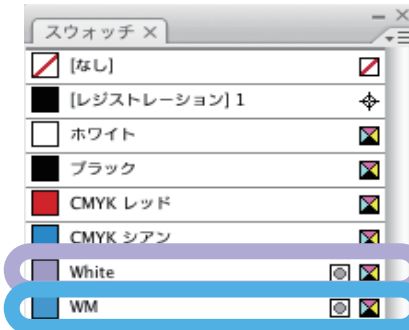 スウォッチ
[なし]
[レジストレーション] 1
ホワイト
ブラック
CMYK レッド
CMYK シアン
White
WM